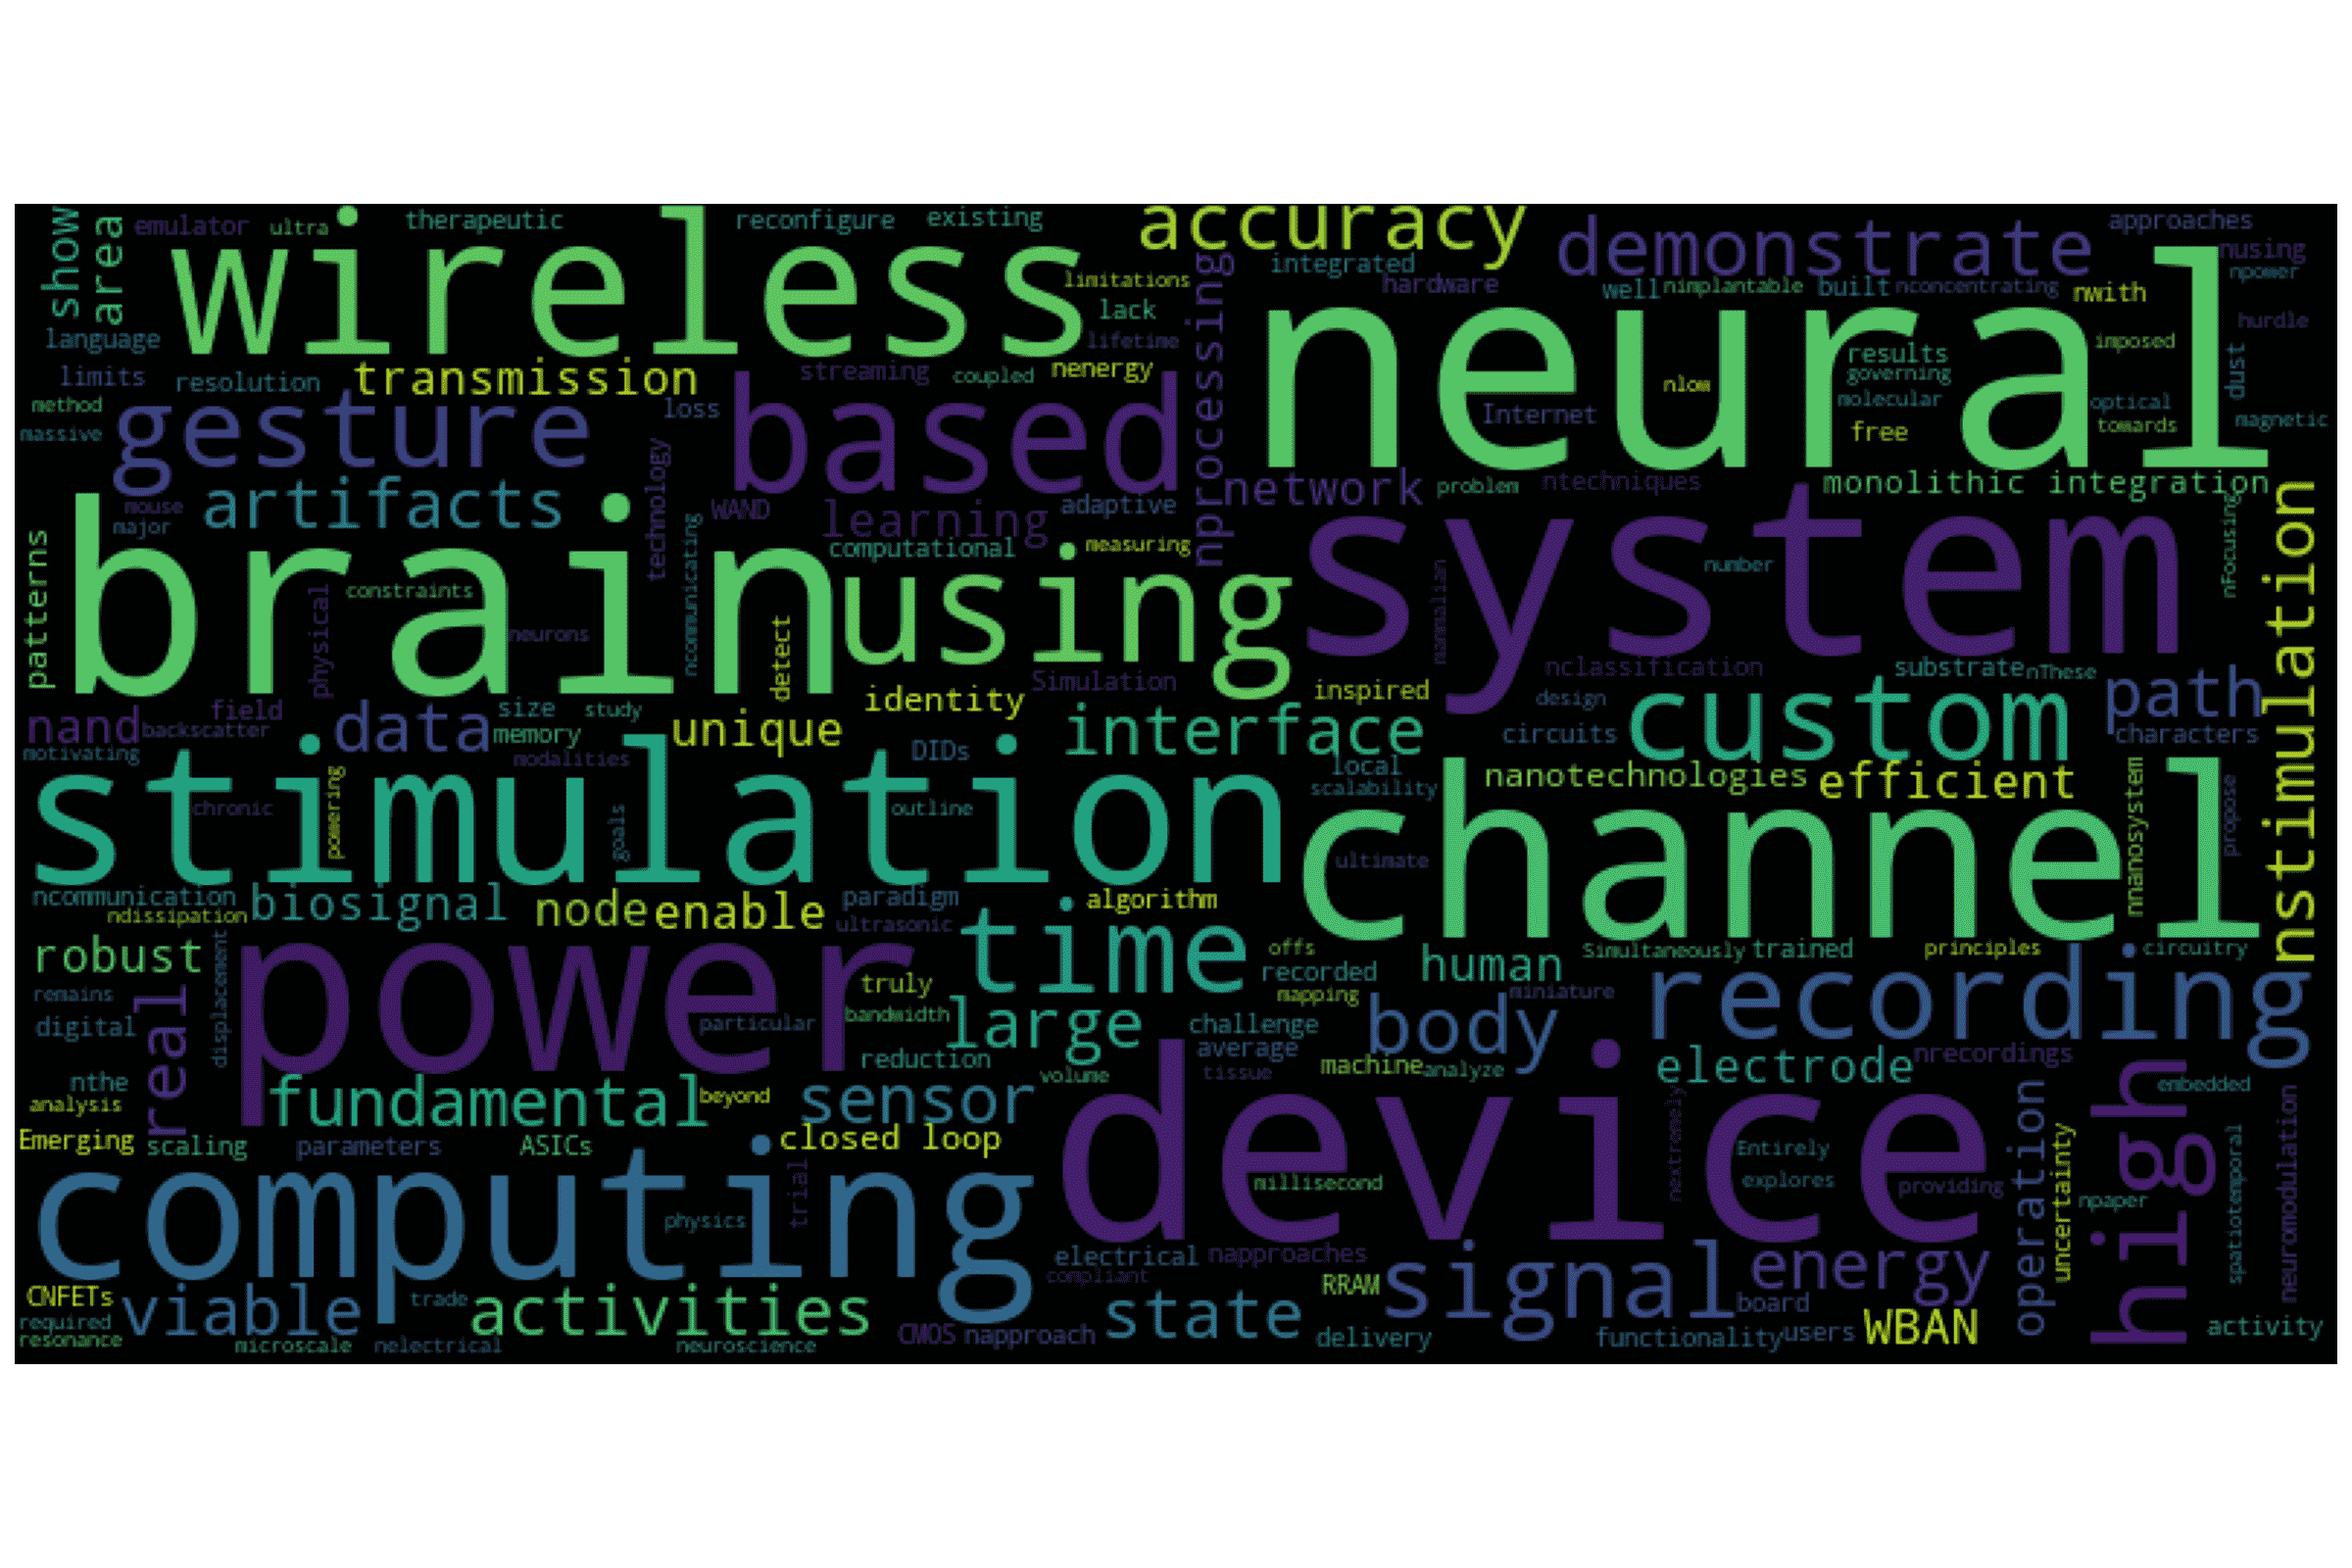 show
area
emulator
ultra
therapeutic
reconfigure
existing
accuracy
demonstrate
approaches
wireless
limitations
integrated
hardware
nusing
npower
language
lack
lifetime
nprocessing
neural
well
nimplantable
built
nconcentrating
nwith
hurdle
limits
resolution
transmission
streaming
coupled
nenergy
results
imposed
governing
dust
method
massive
gesture
loss
based
Internet
nlow
molecular
free
optical
towards
magnetic
artifacts
mouse
major
technology
WAND
learning
adaptive
network
problem
ntechniques
monolithic integration
patterns
brain
computational
measuring
using
system
number
nFocusing
nstimulation
constraints
physical
neurons
ncommunicating
detect
mammalian
Simulation
identity
inspired
nclassification
substrate
nThese
design
nand
field
backscatter
data
size
study
memory
unique
interface
circuits
custom
path
characters
motivating
modalities
DIDs
local
scalability
nanotechnologies
efficient
stimulation
chronic
powering
goals
outline
ultimate
channel
nnanosystem
propose
ncommunication
ndissipation
biosignal
node
enable
paradigm
ultrasonic
algorithm
robust
power
time
offs
recorded
mapping
human
Simultaneously
trained
principles
circuitry
remains
digital
real
displacement
particular
truly
bandwidth
large
reduction
challenge
average
tissue
body
miniature
recording
nthe
analysis
fundamental
beyond
sensor
volume
machine
analyze
electrode
nrecordings
high
embedded
Emerging
scaling
parameters
ASICs
closed loop
device
nextremely
Entirely
explores
providing
operation
uncertainty
npaper
spatiotemporal
neuromodulation
computing
physics
trial
millisecond
electrical
napproaches
compliant
signal
energy
CNFETs
required
resonance
viable
trade
activities
microscale
nelectrical
neuroscience
CMOS
napproach
state
RRAM
delivery
board
functionality
users
WBAN
activity